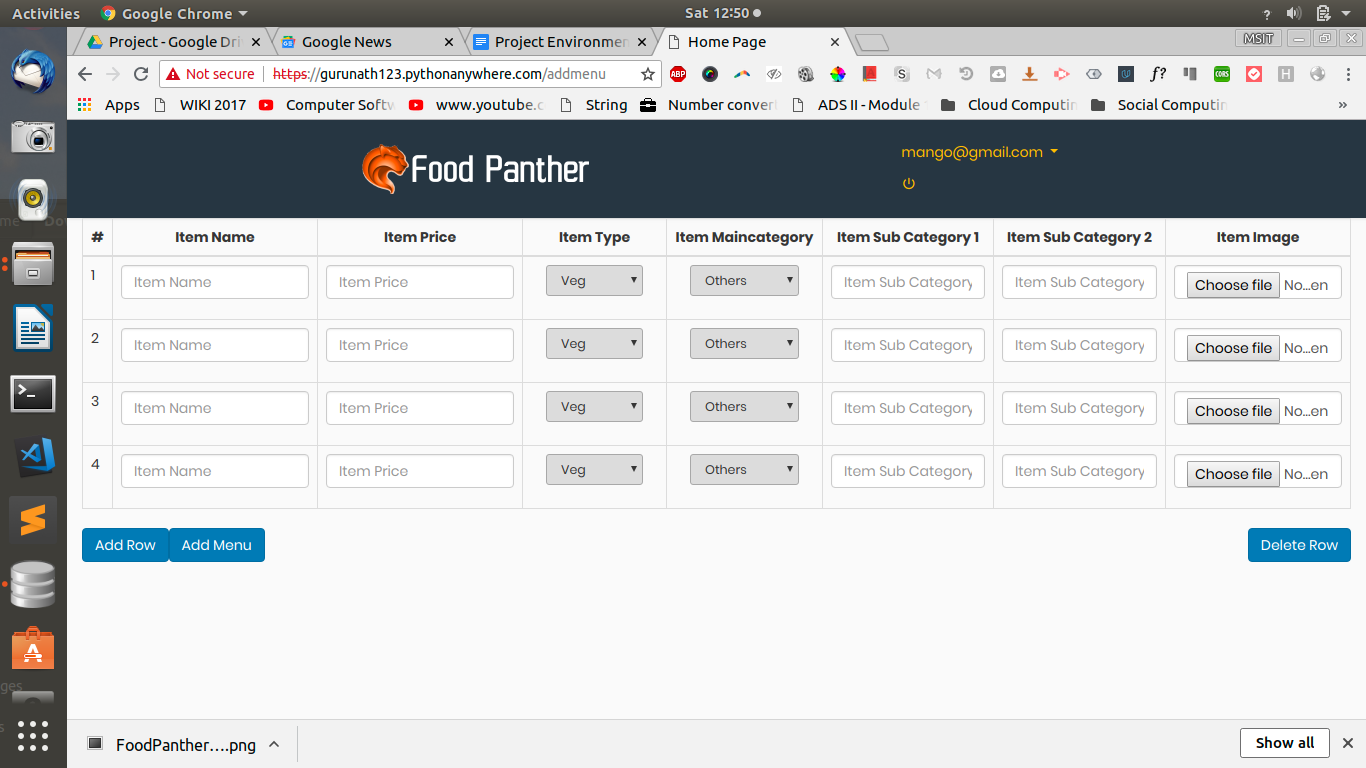 Activities Google Chrome Sat 12:50
Project - Google Dri Google News Project Environmen Home Page MSIT
Not secure https://gurunath123.pythonanywhere.com/addmenu
Apps WIKI 2017 Computer Softw www.youtube.c String Number conver ADS II - Module Cloud Computin Social Computin »
Food Panther mango@gmail.com
# Item Name Item Price Item Type Item Maincategory Item Sub Category 1 Item Sub Category 2 Item Image
1 Item Name Item Price Veg Others Item Sub Category Item Sub Category Choose file No...en
2 Item Name Item Price Veg Others Item Sub Category Item Sub Category Choose file No...en
3 Item Name Item Price Veg Others Item Sub Category Item Sub Category Choose file No...en
4 Item Name Item Price Veg Others Item Sub Category Item Sub Category Choose file No...en
Add Row Add Menu Delete Row
FoodPanther....png Show all